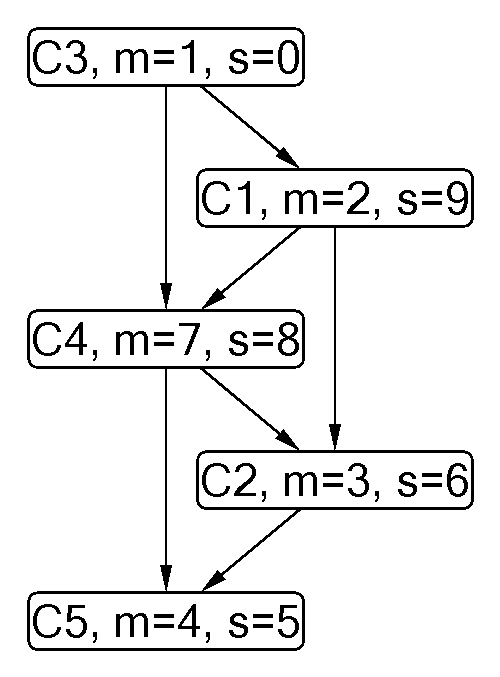 C3, m=1, s=0
C1, m=2, s=9
C4, m=7, s=8
C2, m=3, s=6
C5, m=4, s=5